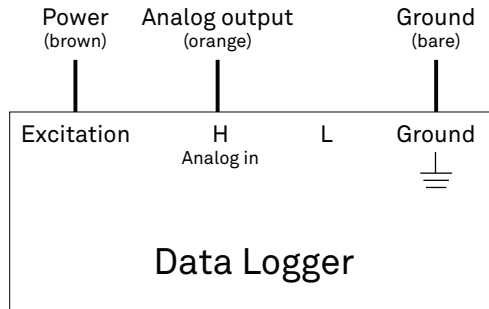 Power Analog output Ground
(brown) (orange) (bare)
Excitation H L Ground
Analog in
Data Logger